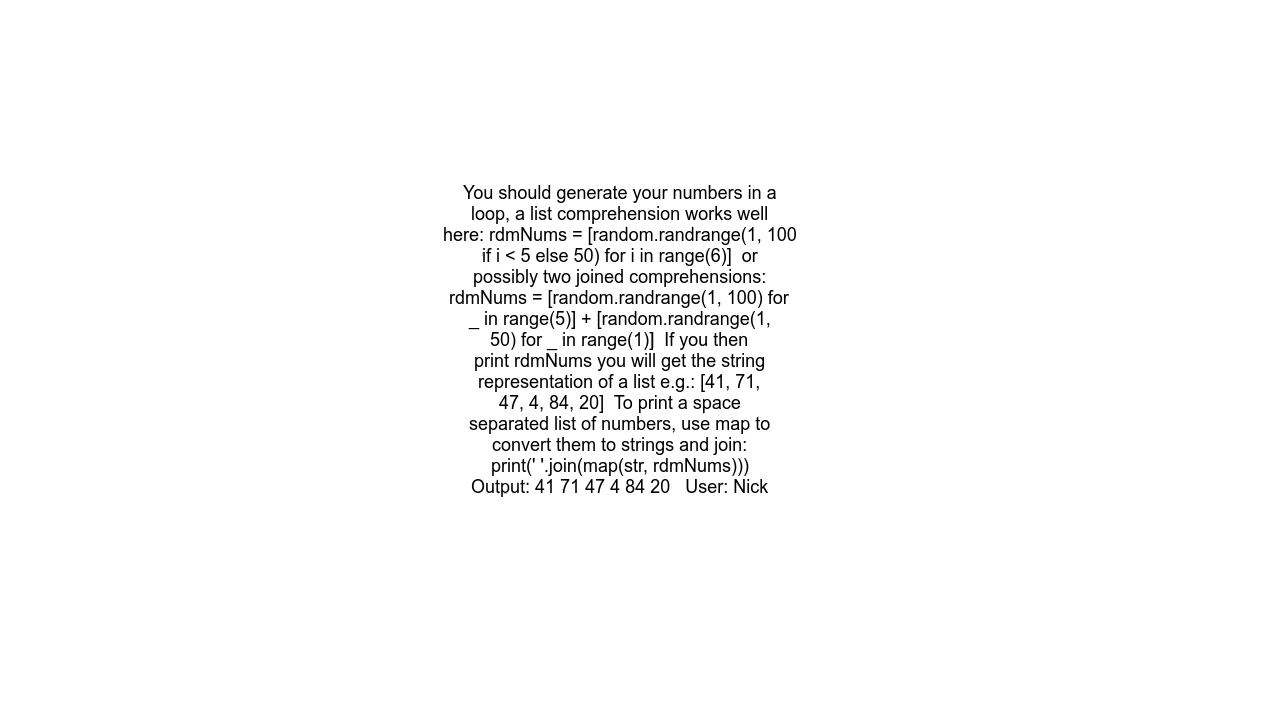 You should generate your numbers in a
loop, a list comprehension works well
here: rdmNums = [random.randrange(1, 100
if i < 5 else 50) for i in range(6)]  or
possibly two joined comprehensions:
rdmNums = [random.randrange(1, 100) for
_ in range(5)] + [random.randrange(1,
50) for _ in range(1)]  If you then
print rdmNums you will get the string
representation of a list e.g.: [41, 71,
47, 4, 84, 20]  To print a space
separated list of numbers, use map to
convert them to strings and join:
print(' '.join(map(str, rdmNums)))
Output: 41 71 47 4 84 20   User: Nick